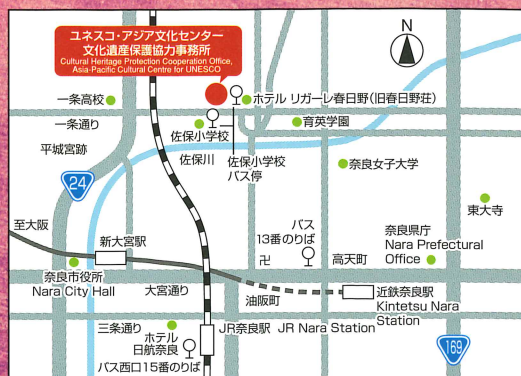 ユネスコ・アジア文化センター
文化遺産保護協力事務所
Cultural Heritage Protection Cooperation Office,
Asia-Pacific Cultural Centre for UNESCO
N
一条高校
ホテル リガーレ春日野(旧春日野荘)
一条通り
佐保小学校
育英学園
平城宮跡
佐保川
佐保小学校
バス停
奈良女子大学
24
東大寺
至大阪
新大宮駅
バス
13番のりば
高天町
奈良県庁
Nara Prefectural
Office
奈良市役所
Nara City Hall
大宮通り
油阪町
近鉄奈良駅
Kintetsu Nara
Station
三条通り
ホテル
日航奈良
JR奈良駅 JR Nara Station
バス西口15番のりば
169